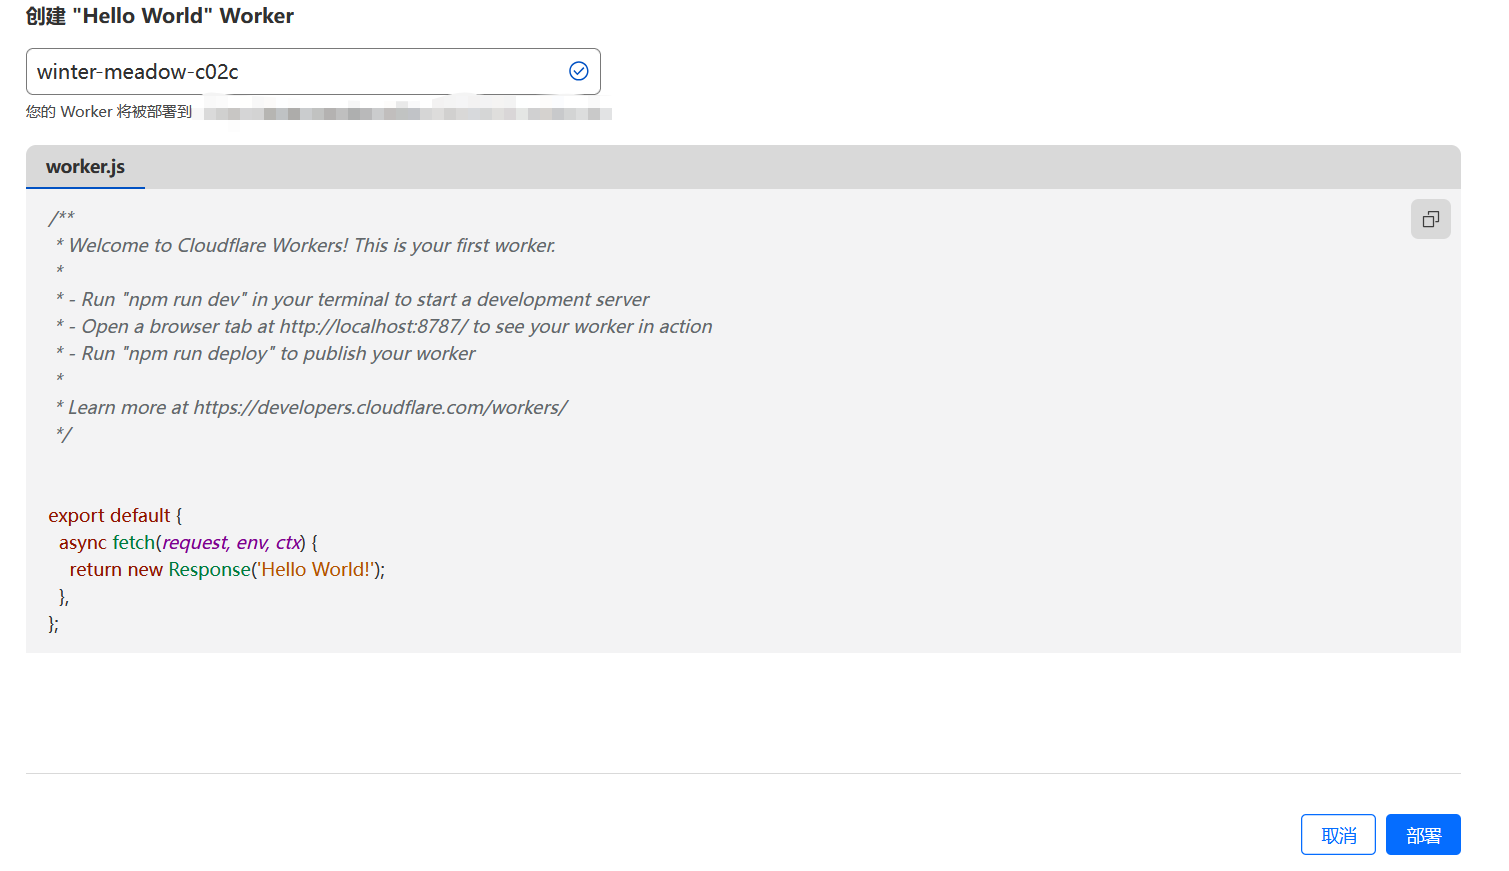 创建 "Hello World" Worker
winter-meadow-c02c
您的 Worker 将被部署到
worker.js
/**
* Welcome to Cloudflare Workers! This is your first worker.
*
* - Run "npm run dev" in your terminal to start a development server
* - Open a browser tab at http://localhost:8787/ to see your worker in action
* - Run "npm run deploy" to publish your worker
*
* Learn more at https://developers.cloudflare.com/workers/
*/
export default {
async fetch(request, env, ctx) {
return new Response('Hello World!');
},
};
取消 部署